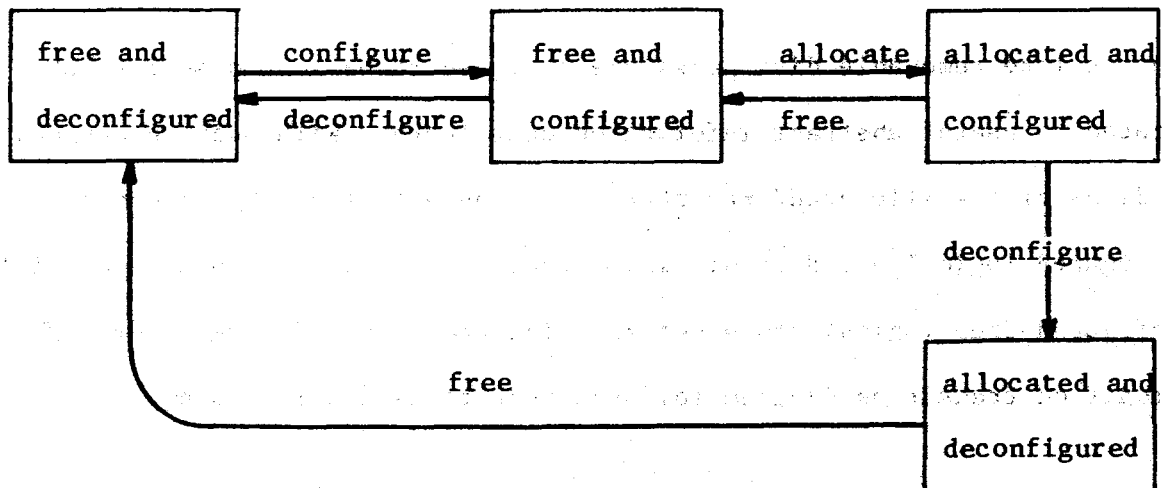 free and
deconfigured
configure
deconfigure
free and
configured
allocate
free
allocated and
configured
deconfigure
free
allocated and
deconfigured